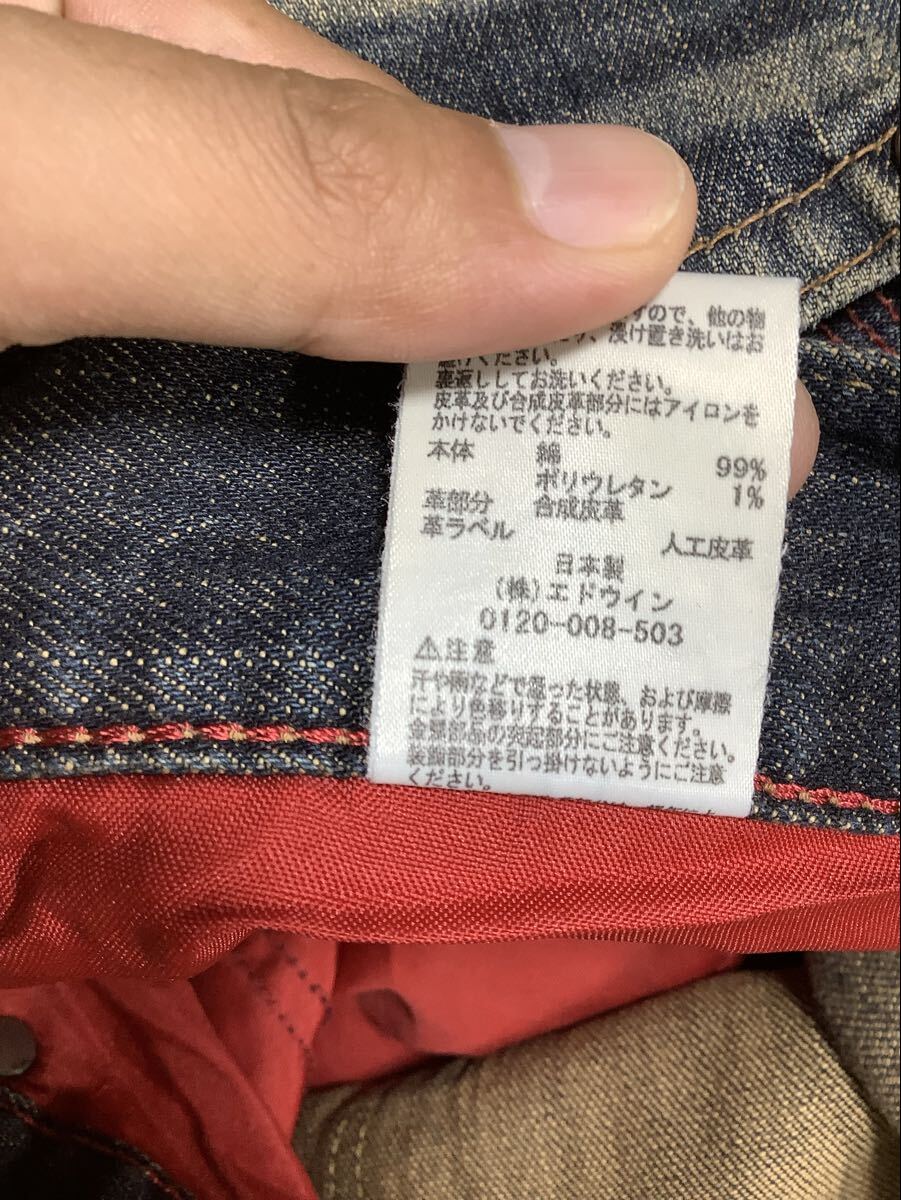 すので、他の物
、浸け置き洗いはお
避けください。
裏返ししてお洗いください。
皮革及び合成皮革部分にはアイロンを
かけないでください。
本体 綿 99%
ポリウレタン 1%
革部分 合成皮革
革ラベル 人工皮革
日本製
(株)エドウイン
0120-008-503
⚠注意
汗や雨などで湿った状態、および摩擦
により色移りすることがあります。
金属部品の突起部分にご注意ください。
装飾部分を引っ掛けないようにご注意
ください。